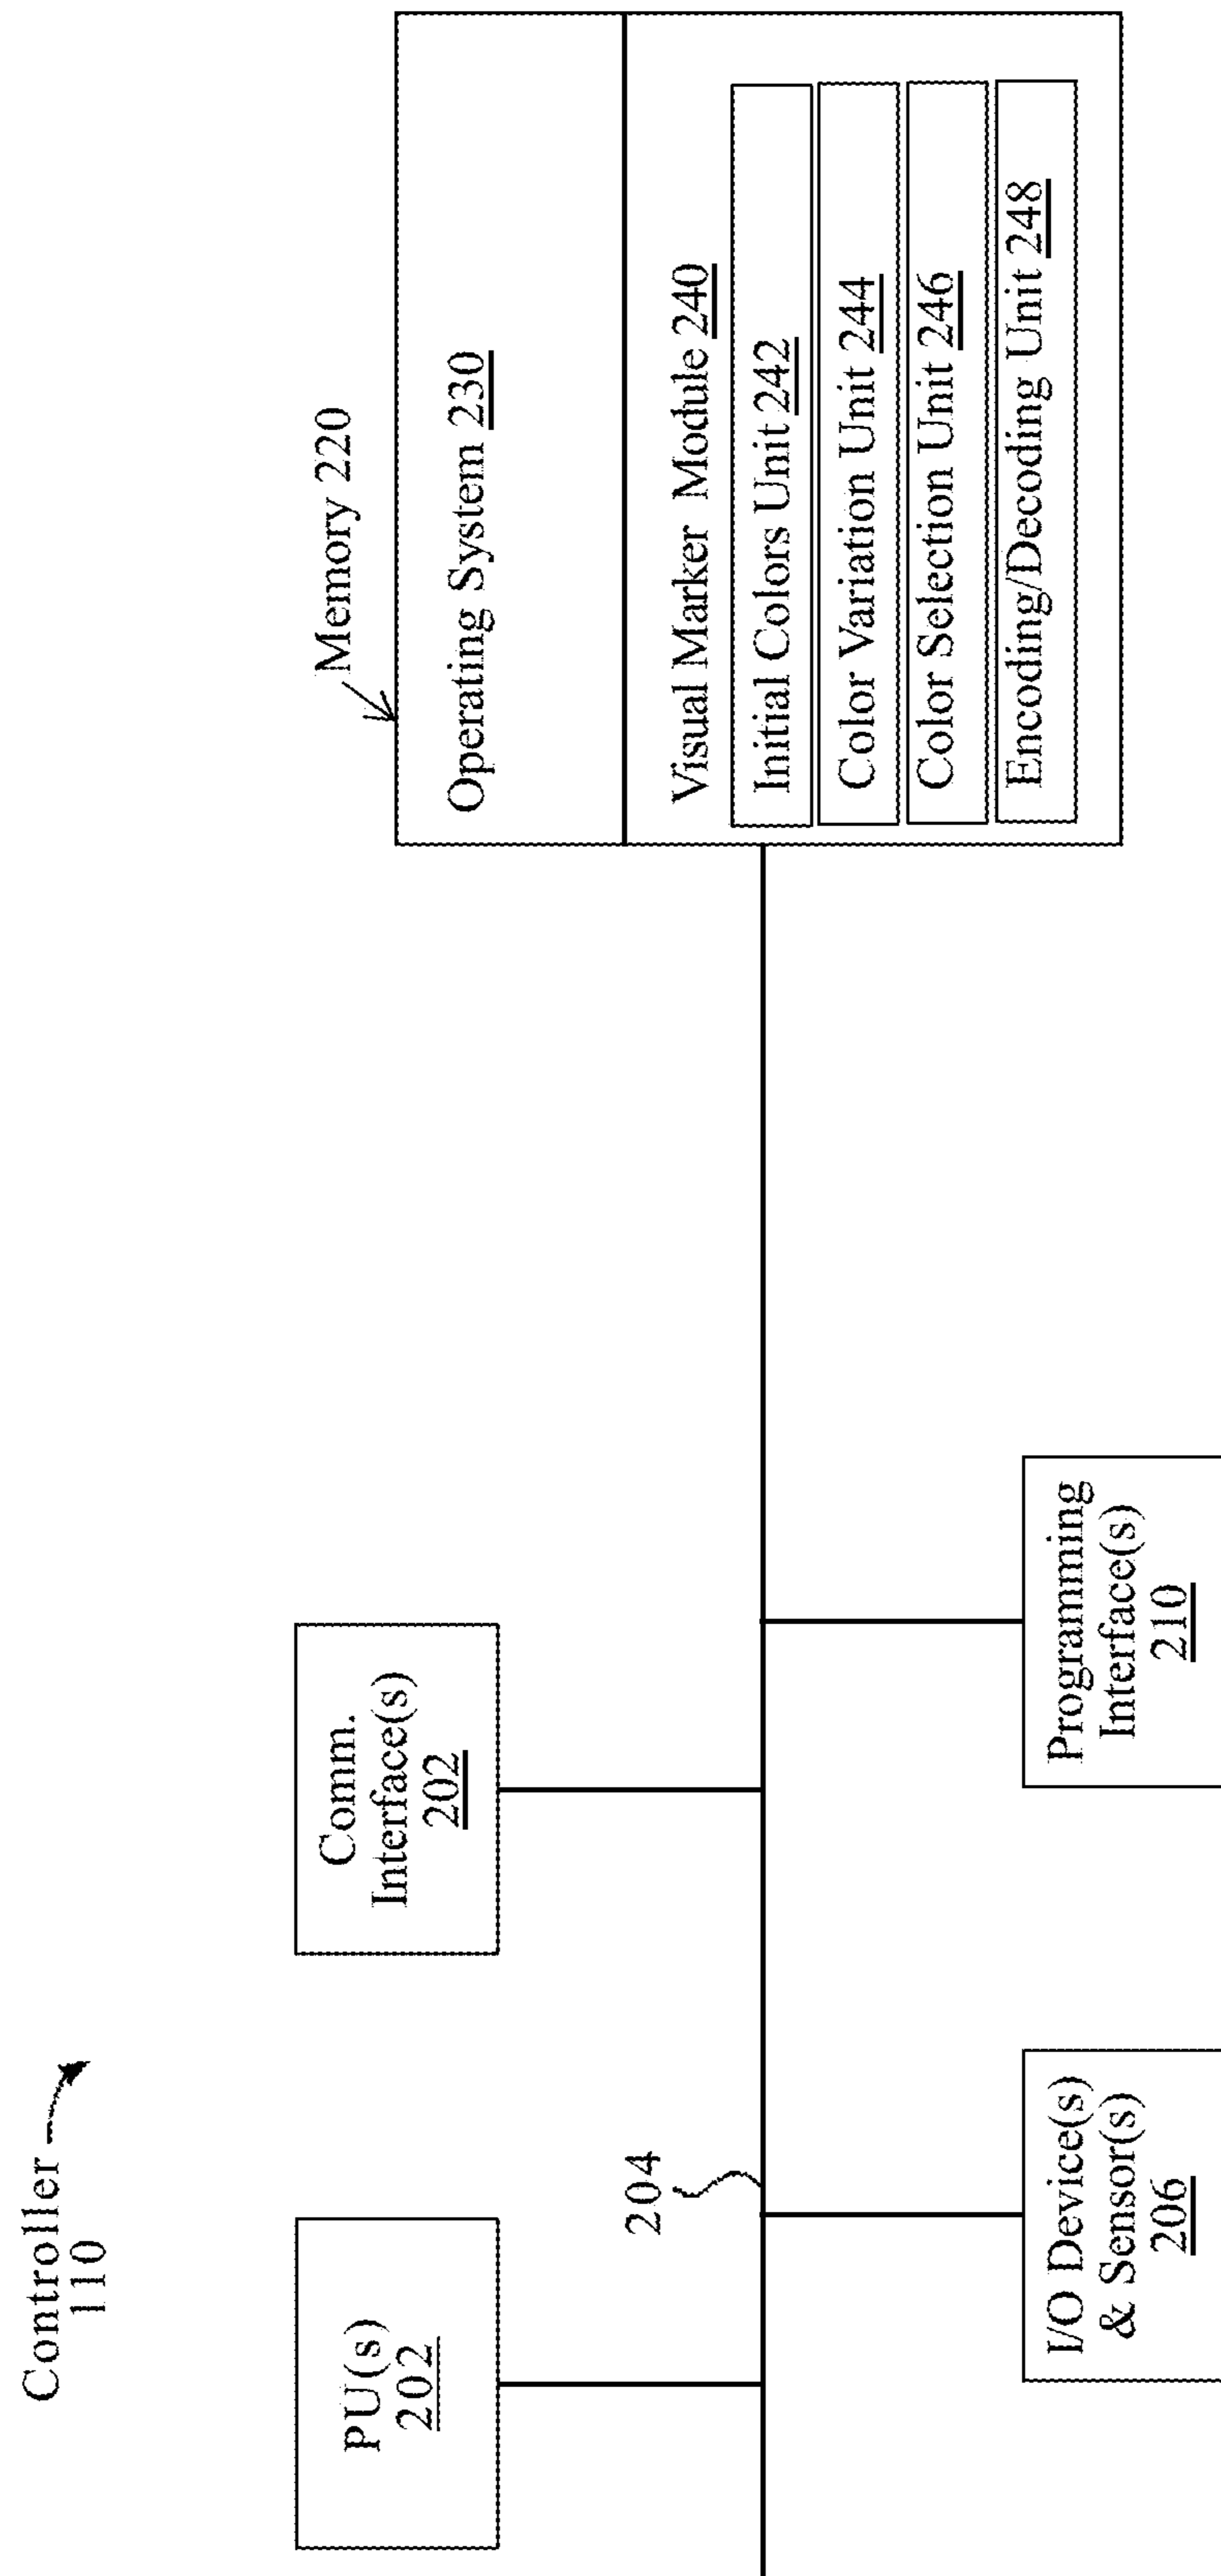 Controller
110
PU(s)
202
Comm.
Interface(s)
202
Memory 220
Operating System 230
Visual Marker Module 240
Initial Colors Unit 242
Color Variation Unit 244
Color Selection Unit 246
Encoding/Decoding Unit 248
204
I/O Device(s)
& Sensor(s)
206
Programming
Interface(s)
210